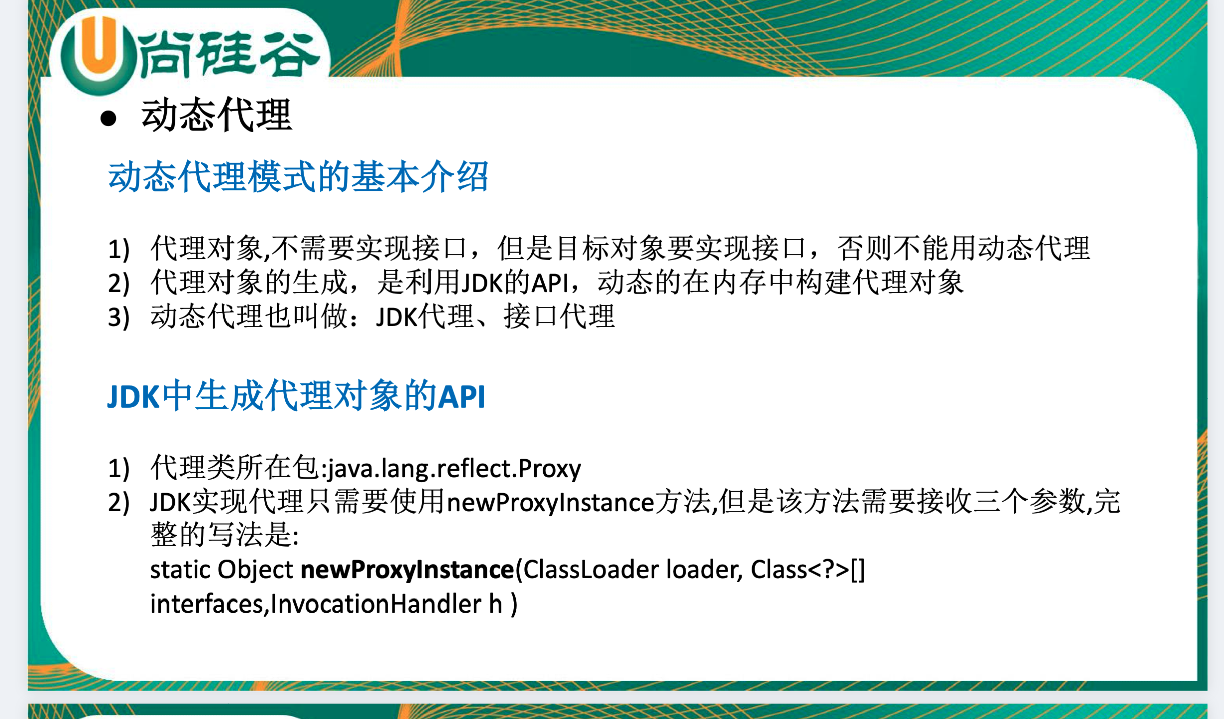 尚硅谷
● 动态代理
动态代理模式的基本介绍
1) 代理对象,不需要实现接口，但是目标对象要实现接口，否则不能用动态代理
2) 代理对象的生成，是利用JDK的API，动态的在内存中构建代理对象
3) 动态代理也叫做：JDK代理、接口代理
JDK中生成代理对象的API
1) 代理类所在包:java.lang.reflect.Proxy
2) JDK实现代理只需要使用newProxyInstance方法,但是该方法需要接收三个参数,完
整的写法是:
static Object newProxyInstance(ClassLoader loader, Class<?>[]
interfaces,InvocationHandler h )